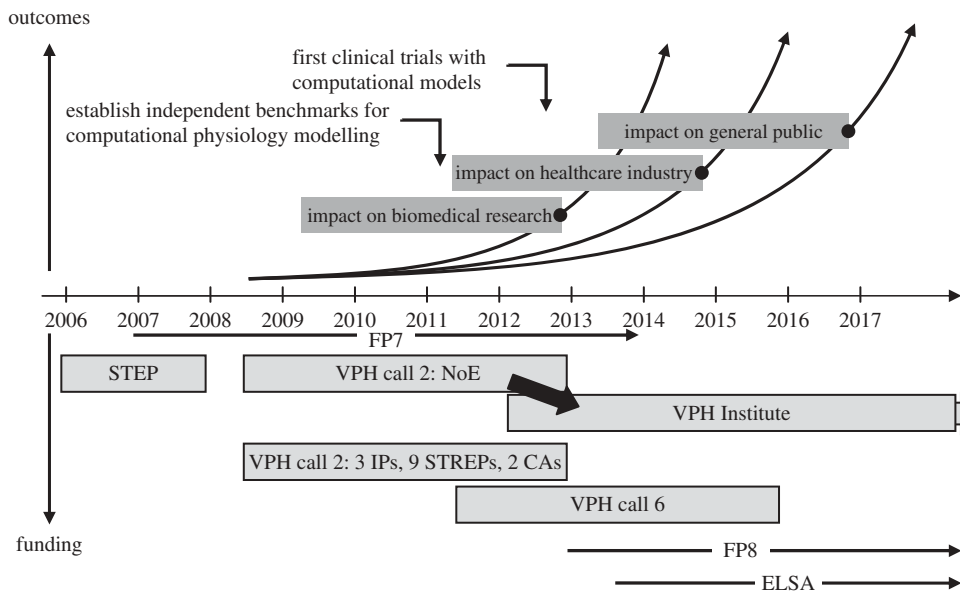 outcomes
first clinical trials with
computational models
establish independent benchmarks for
computational physiology modelling
impact on general public
impact on healthcare industry
impact on biomedical research
2006 2007 2008 2009 2010 2011 2012 2013 2014 2015 2016 2017
FP7
STEP
VPH call 2: NoE
VPH Institute
VPH call 2: 3 IPs, 9 STREPs, 2 CAs
VPH call 6
funding
FP8
ELSA